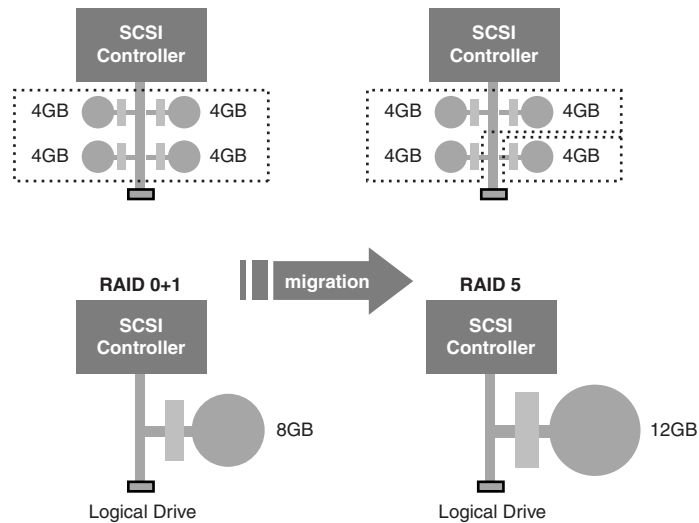 SCSI
Controller
SCSI
Controller
4GB
4GB
4GB
4GB
4GB
4GB
4GB
4GB
RAID 0+1
migration
RAID 5
SCSI
Controller
SCSI
Controller
8GB
12GB
Logical Drive
Logical Drive